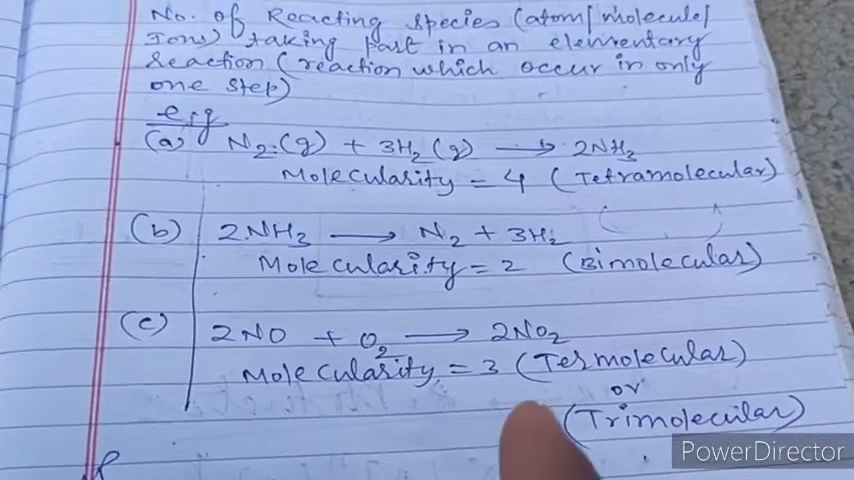 No. of Reacting species (atom/molecule/
Ions) taking part in an elementary
reaction (reaction which occur in only
one step)
e.g
(a) N₂(g) + 3H₂(g) → 2NH₃
Molecularity = 4 (Tetramolecular)
(b) 2NH₃ → N₂ + 3H₂
Molecularity = 2 (Bimolecular)
(c) 2NO + O₂ → 2NO₂
Molecularity = 3 (Termolecular)
or
(Trimolecular)
PowerDirector